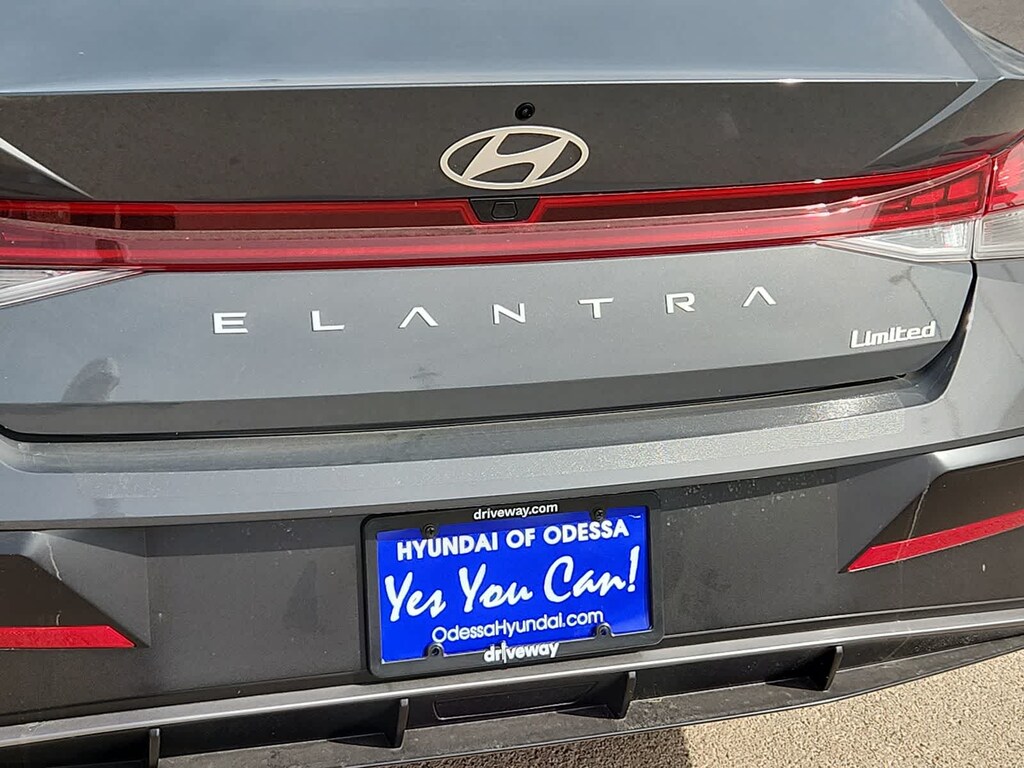 ELANTRA
Limited
driveway.com
HYUNDAI OF ODESSA
Yes You Can!
OdessaHyundai.com
driveway